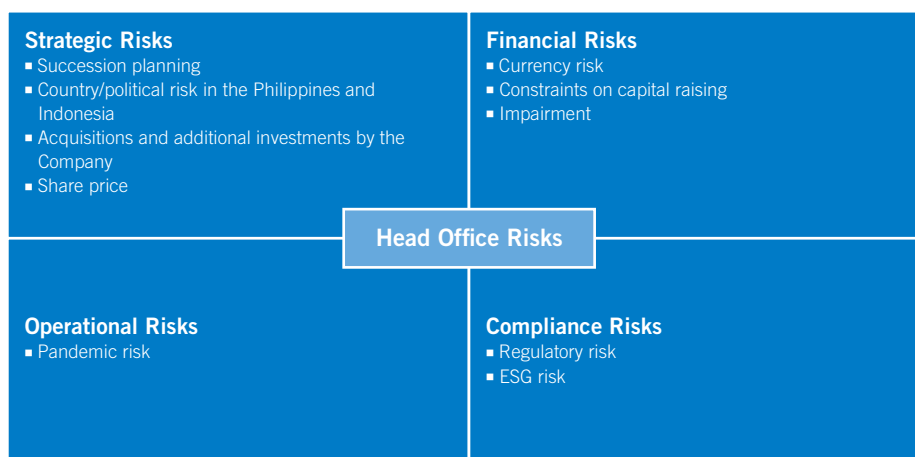 Strategic Risks
▪ Succession planning
▪ Country/political risk in the Philippines and
Indonesia
▪ Acquisitions and additional investments by the
Company
▪ Share price
Financial Risks
▪ Currency risk
▪ Constraints on capital raising
▪ Impairment
Head Office Risks
Operational Risks
▪ Pandemic risk
Compliance Risks
▪ Regulatory risk
▪ ESG risk